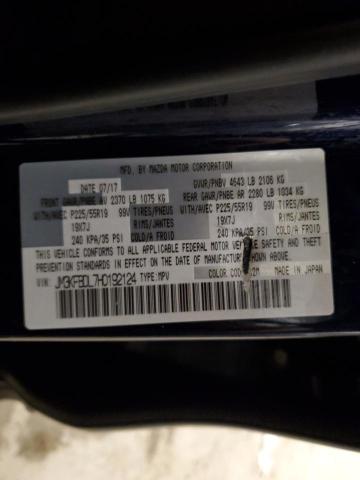 MFD. BY MAZDA MOTOR CORPORATION
DATE 07/17 GVWR/PNBV 4643 LB 2106 KG
FRONT GAWR/PNBE AV 2370 LB 1075 KG REAR GAWR/PNBE AR 2280 LB 1034 KG
WITH/AVEC P225/55R19 99V TIRES/PNEUS WITH/AVEC P225/55R19 99V TIRES/PNEUS
19X7J 19X7J
240 KPA/35 PSI COLD/A FROID 240 KPA/35 PSI COLD/A FROID
THIS VEHICLE CONFORMS TO ALL APPLICABLE FEDERAL MOTOR VEHICLE SAFETY, BUMPER, AND THEFT
PREVENTION STANDARDS IN EFFECT ON THE DATE OF MANUFACTURE SHOWN ABOVE.
JM3KFBDL7H0192124 TYPE:MPV COLOR CODE: MADE IN JAPAN